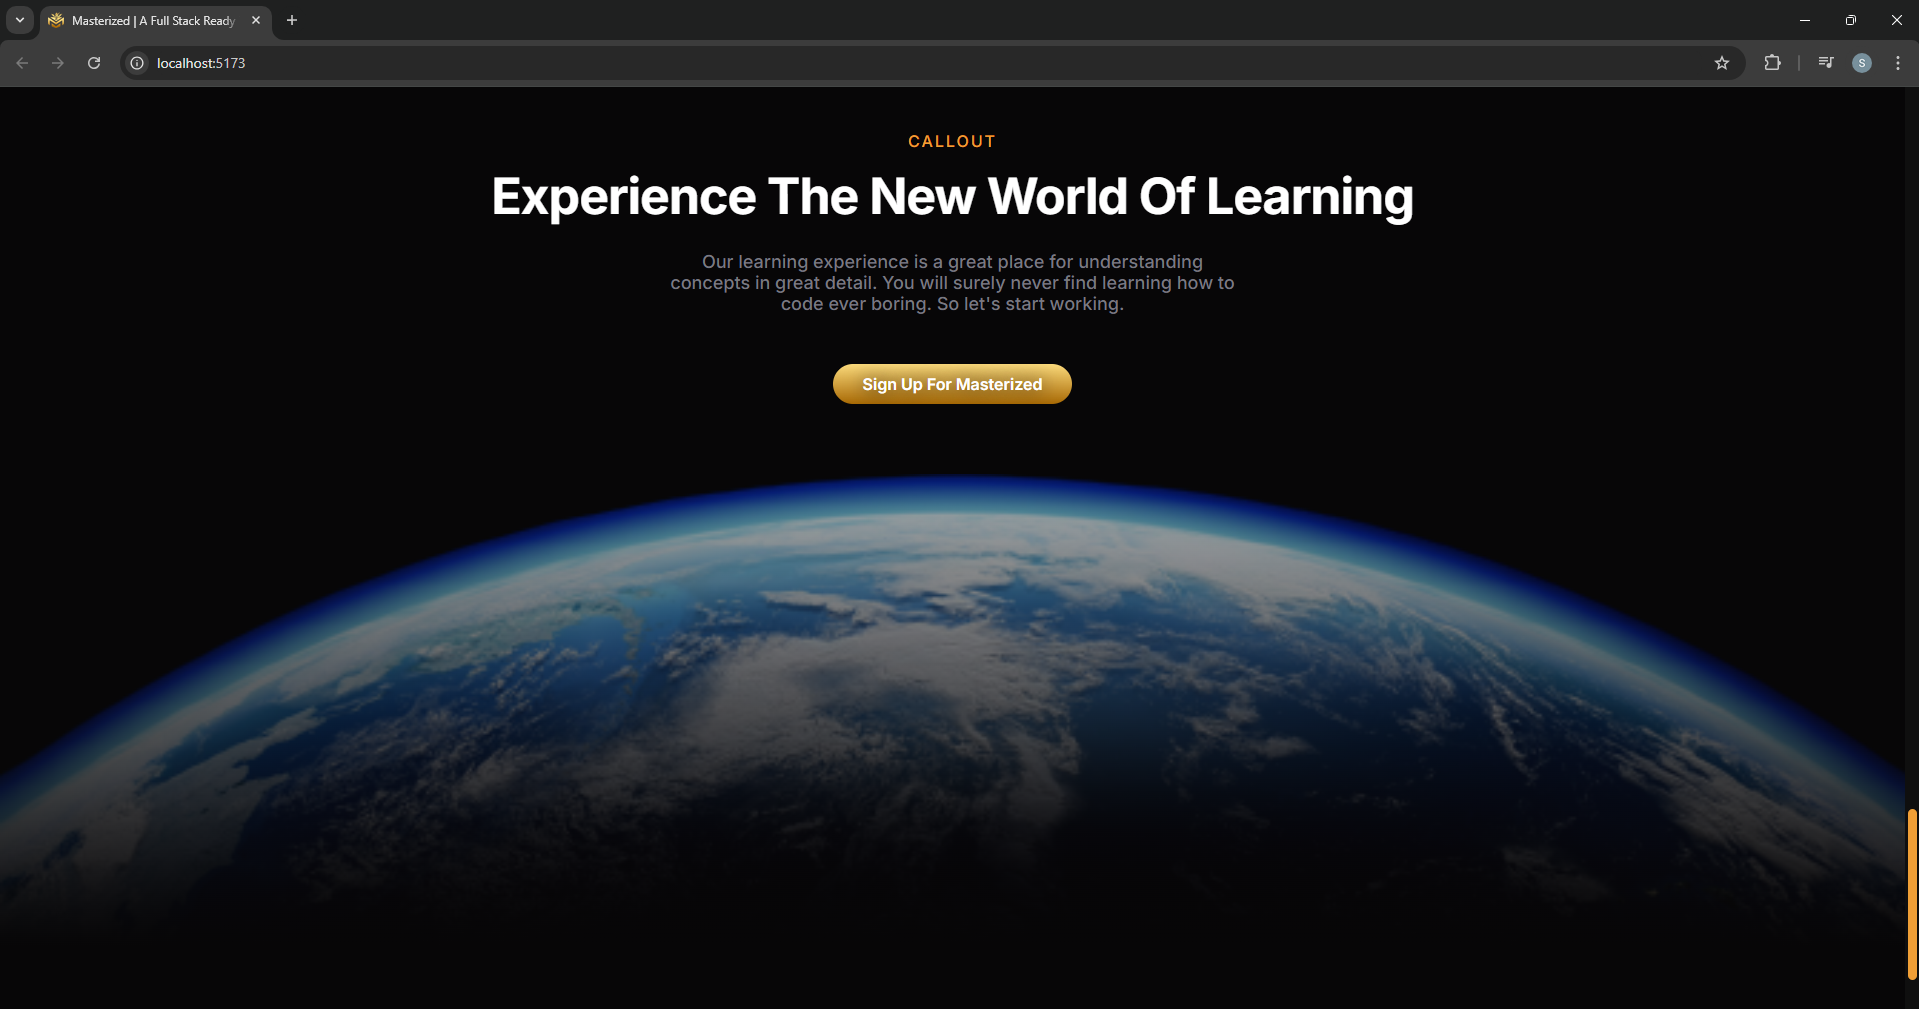 Masterized | A Full Stack Ready
localhost:5173
S
CALLOUT
Experience The New World Of Learning
Our learning experience is a great place for understanding
concepts in great detail. You will surely never find learning how to
code ever boring. So let's start working.
Sign Up For Masterized